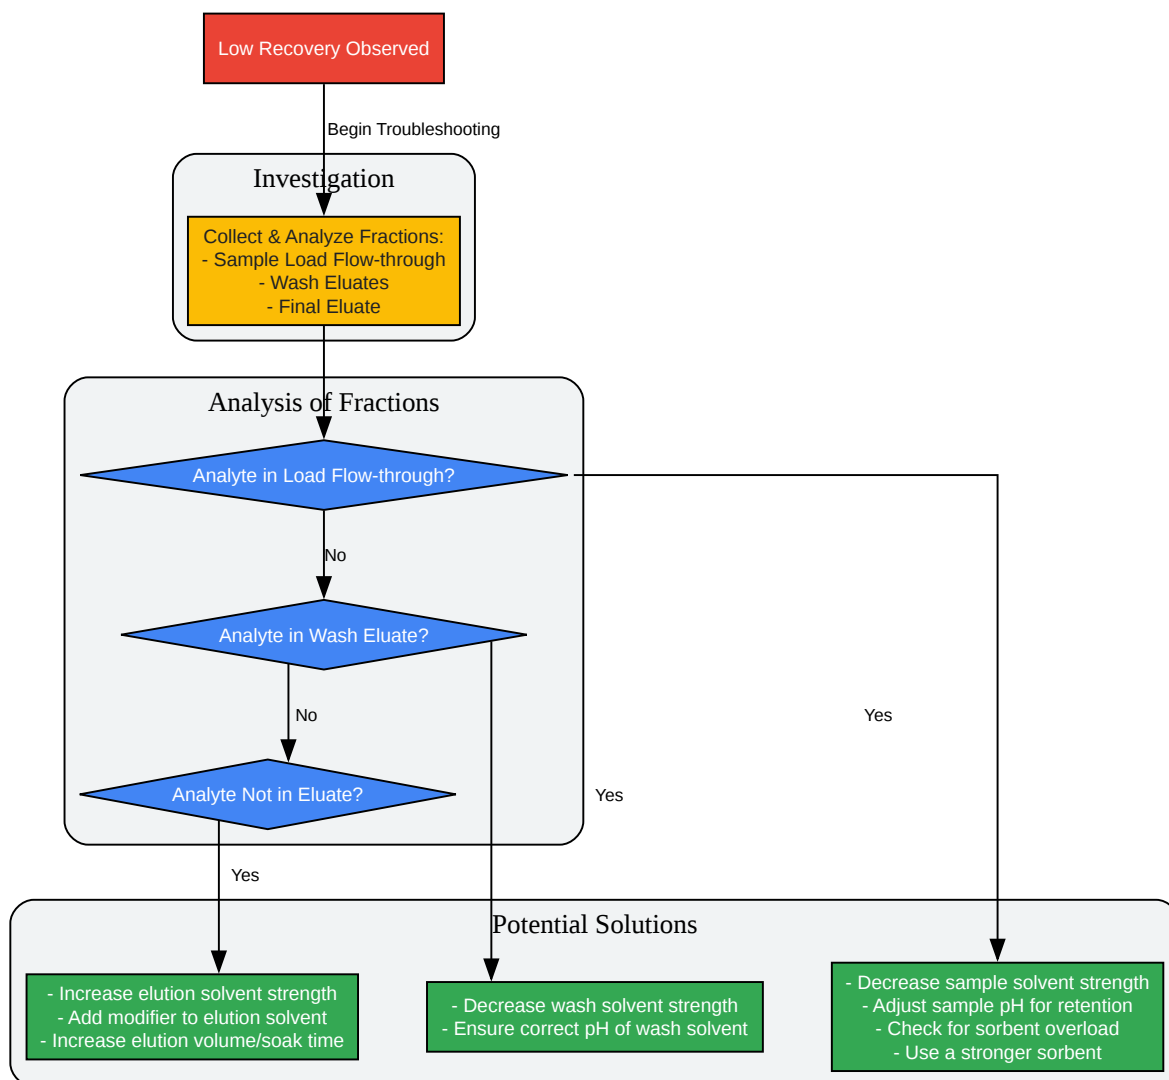 Low Recovery Observed
Begin Troubleshooting
Investigation
Collect & Analyze Fractions:
- Sample Load Flow-through
- Wash Eluates
- Final Eluate
Analysis of Fractions
Analyte in Load Flow-through?
No
Analyte in Wash Eluate?
No
Yes
Analyte Not in Eluate?
Yes
Yes
Potential Solutions
- Increase elution solvent strength
- Add modifier to elution solvent
- Increase elution volume/soak time
- Decrease wash solvent strength
- Ensure correct pH of wash solvent
- Decrease sample solvent strength
- Adjust sample pH for retention
- Check for sorbent overload
- Use a stronger sorbent